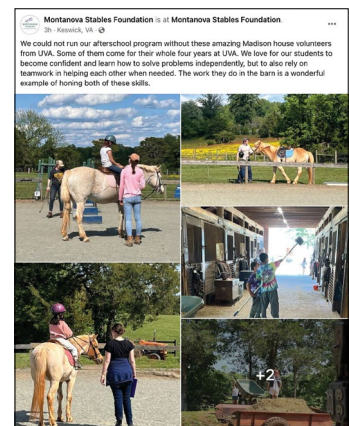 Montanova Stables Foundation is at Montanova Stables Foundation.
3h · Keswick, VA ·
We could not run our afterschool program without these amazing Madison house volunteers
from UVA. Some of them come for their whole four years at UVA. We love for our students to
become confident and learn how to solve problems independently, but to also rely on
teamwork in helping each other when needed. The work they do in the barn is a wonderful
example of honing both of these skills.
+2